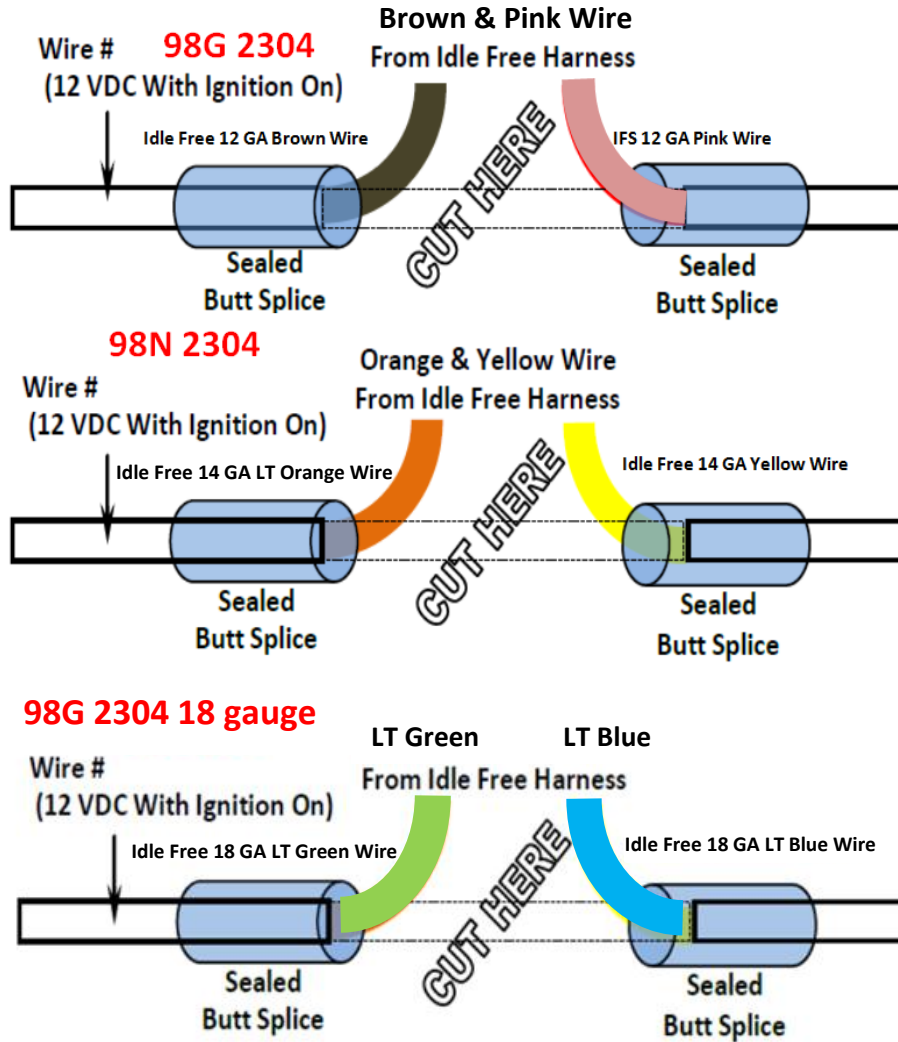 Brown & Pink Wire
Wire # 98G 2304
From Idle Free Harness
(12 VDC With Ignition On)
Idle Free 12 GA Brown Wire
IFS 12 GA Pink Wire
CUT HERE
Sealed
Butt Splice
Sealed
Butt Splice
98N 2304
Orange & Yellow Wire
Wire #
From Idle Free Harness
(12 VDC With Ignition On)
Idle Free 14 GA LT Orange Wire
Idle Free 14 GA Yellow Wire
CUT HERE
Sealed
Butt Splice
Sealed
Butt Splice
98G 2304 18 gauge
LT Green
LT Blue
Wire #
From Idle Free Harness
(12 VDC With Ignition On)
Idle Free 18 GA LT Green Wire
Idle Free 18 GA LT Blue Wire
CUT HERE
Sealed
Butt Splice
Sealed
Butt Splice